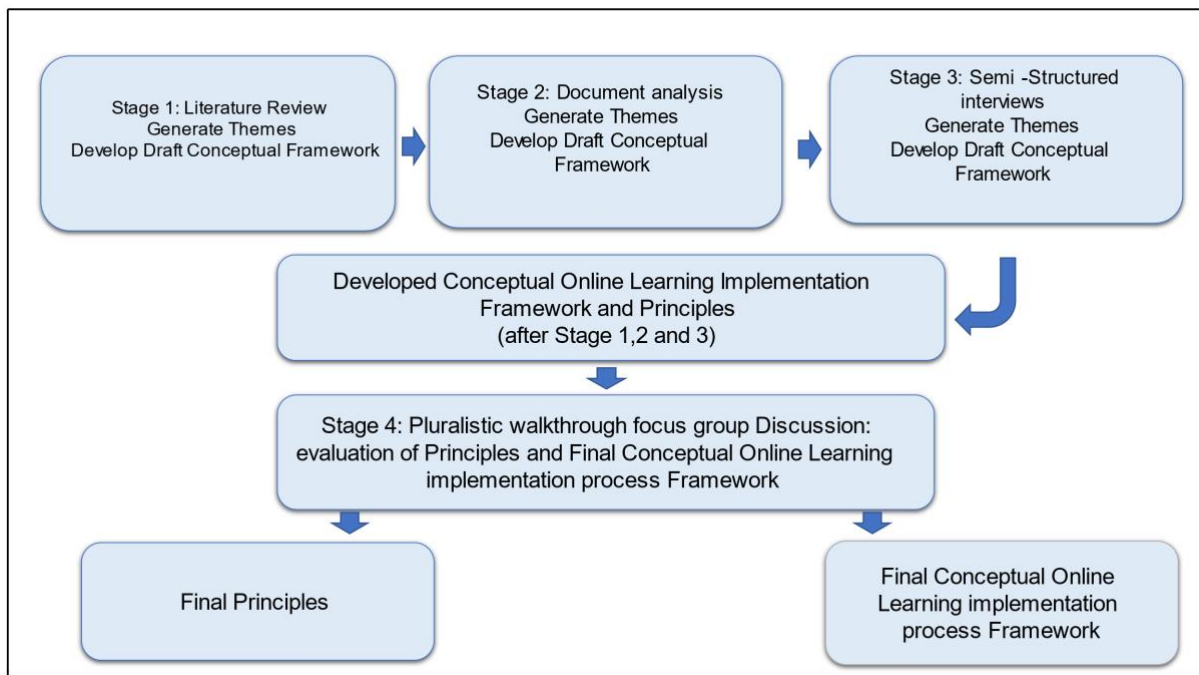 Stage 1: Literature Review
Generate Themes
Develop Draft Conceptual Framework
Stage 2: Document analysis
Generate Themes
Develop Draft Conceptual
Framework
Stage 3: Semi -Structured
interviews
Generate Themes
Develop Draft Conceptual
Framework
Developed Conceptual Online Learning Implementation
Framework and Principles
(after Stage 1,2 and 3)
Stage 4: Pluralistic walkthrough focus group Discussion:
evaluation of Principles and Final Conceptual Online Learning
implementation process Framework
Final Principles
Final Conceptual Online
Learning implementation
process Framework